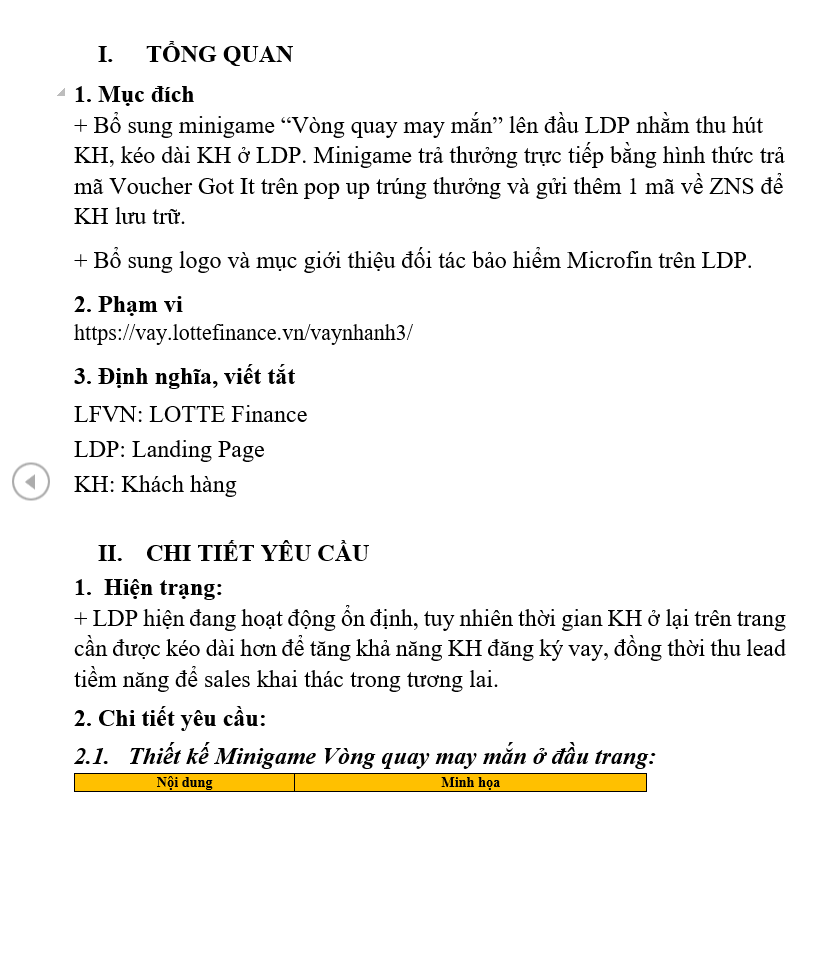 I. TỔNG QUAN
1. Mục đích
+ Bổ sung minigame “Vòng quay may mắn” lên đầu LDP nhằm thu hút
KH, kéo dài KH ở LDP. Minigame trả thưởng trực tiếp bằng hình thức trả
mã Voucher Got It trên pop up trúng thưởng và gửi thêm 1 mã về ZNS để
KH lưu trữ.
+ Bổ sung logo và mục giới thiệu đối tác bảo hiểm Microfin trên LDP.
2. Phạm vi
https://vay.lottefinance.vn/vaynhanh3/
3. Định nghĩa, viết tắt
LFVN: LOTTE Finance
LDP: Landing Page
KH: Khách hàng
II. CHI TIẾT YÊU CẦU
1. Hiện trạng:
+ LDP hiện đang hoạt động ổn định, tuy nhiên thời gian KH ở lại trên trang
cần được kéo dài hơn để tăng khả năng KH đăng ký vay, đồng thời thu lead
tiềm năng để sales khai thác trong tương lai.
2. Chi tiết yêu cầu:
2.1. Thiết kế Minigame Vòng quay may mắn ở đầu trang:
Nội dung Minh họa